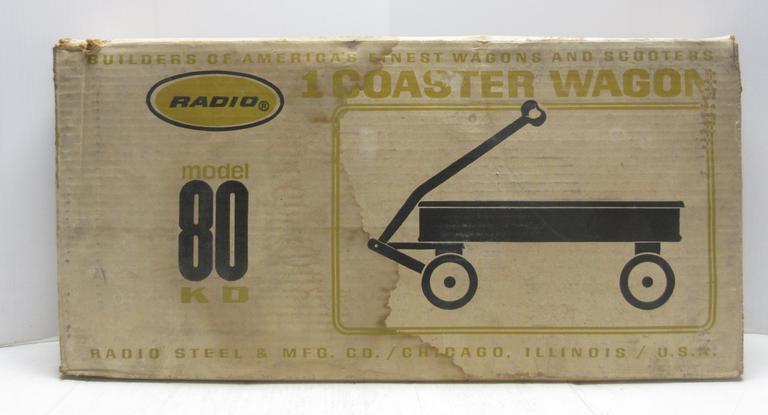 BUILDERS OF AMERICA'S FINEST WAGONS AND SCOOTERS
RADIO®
1 COASTER WAGON
model
80
KD
RADIO STEEL & MFG. CO./CHICAGO, ILLINOIS / U.S.A.